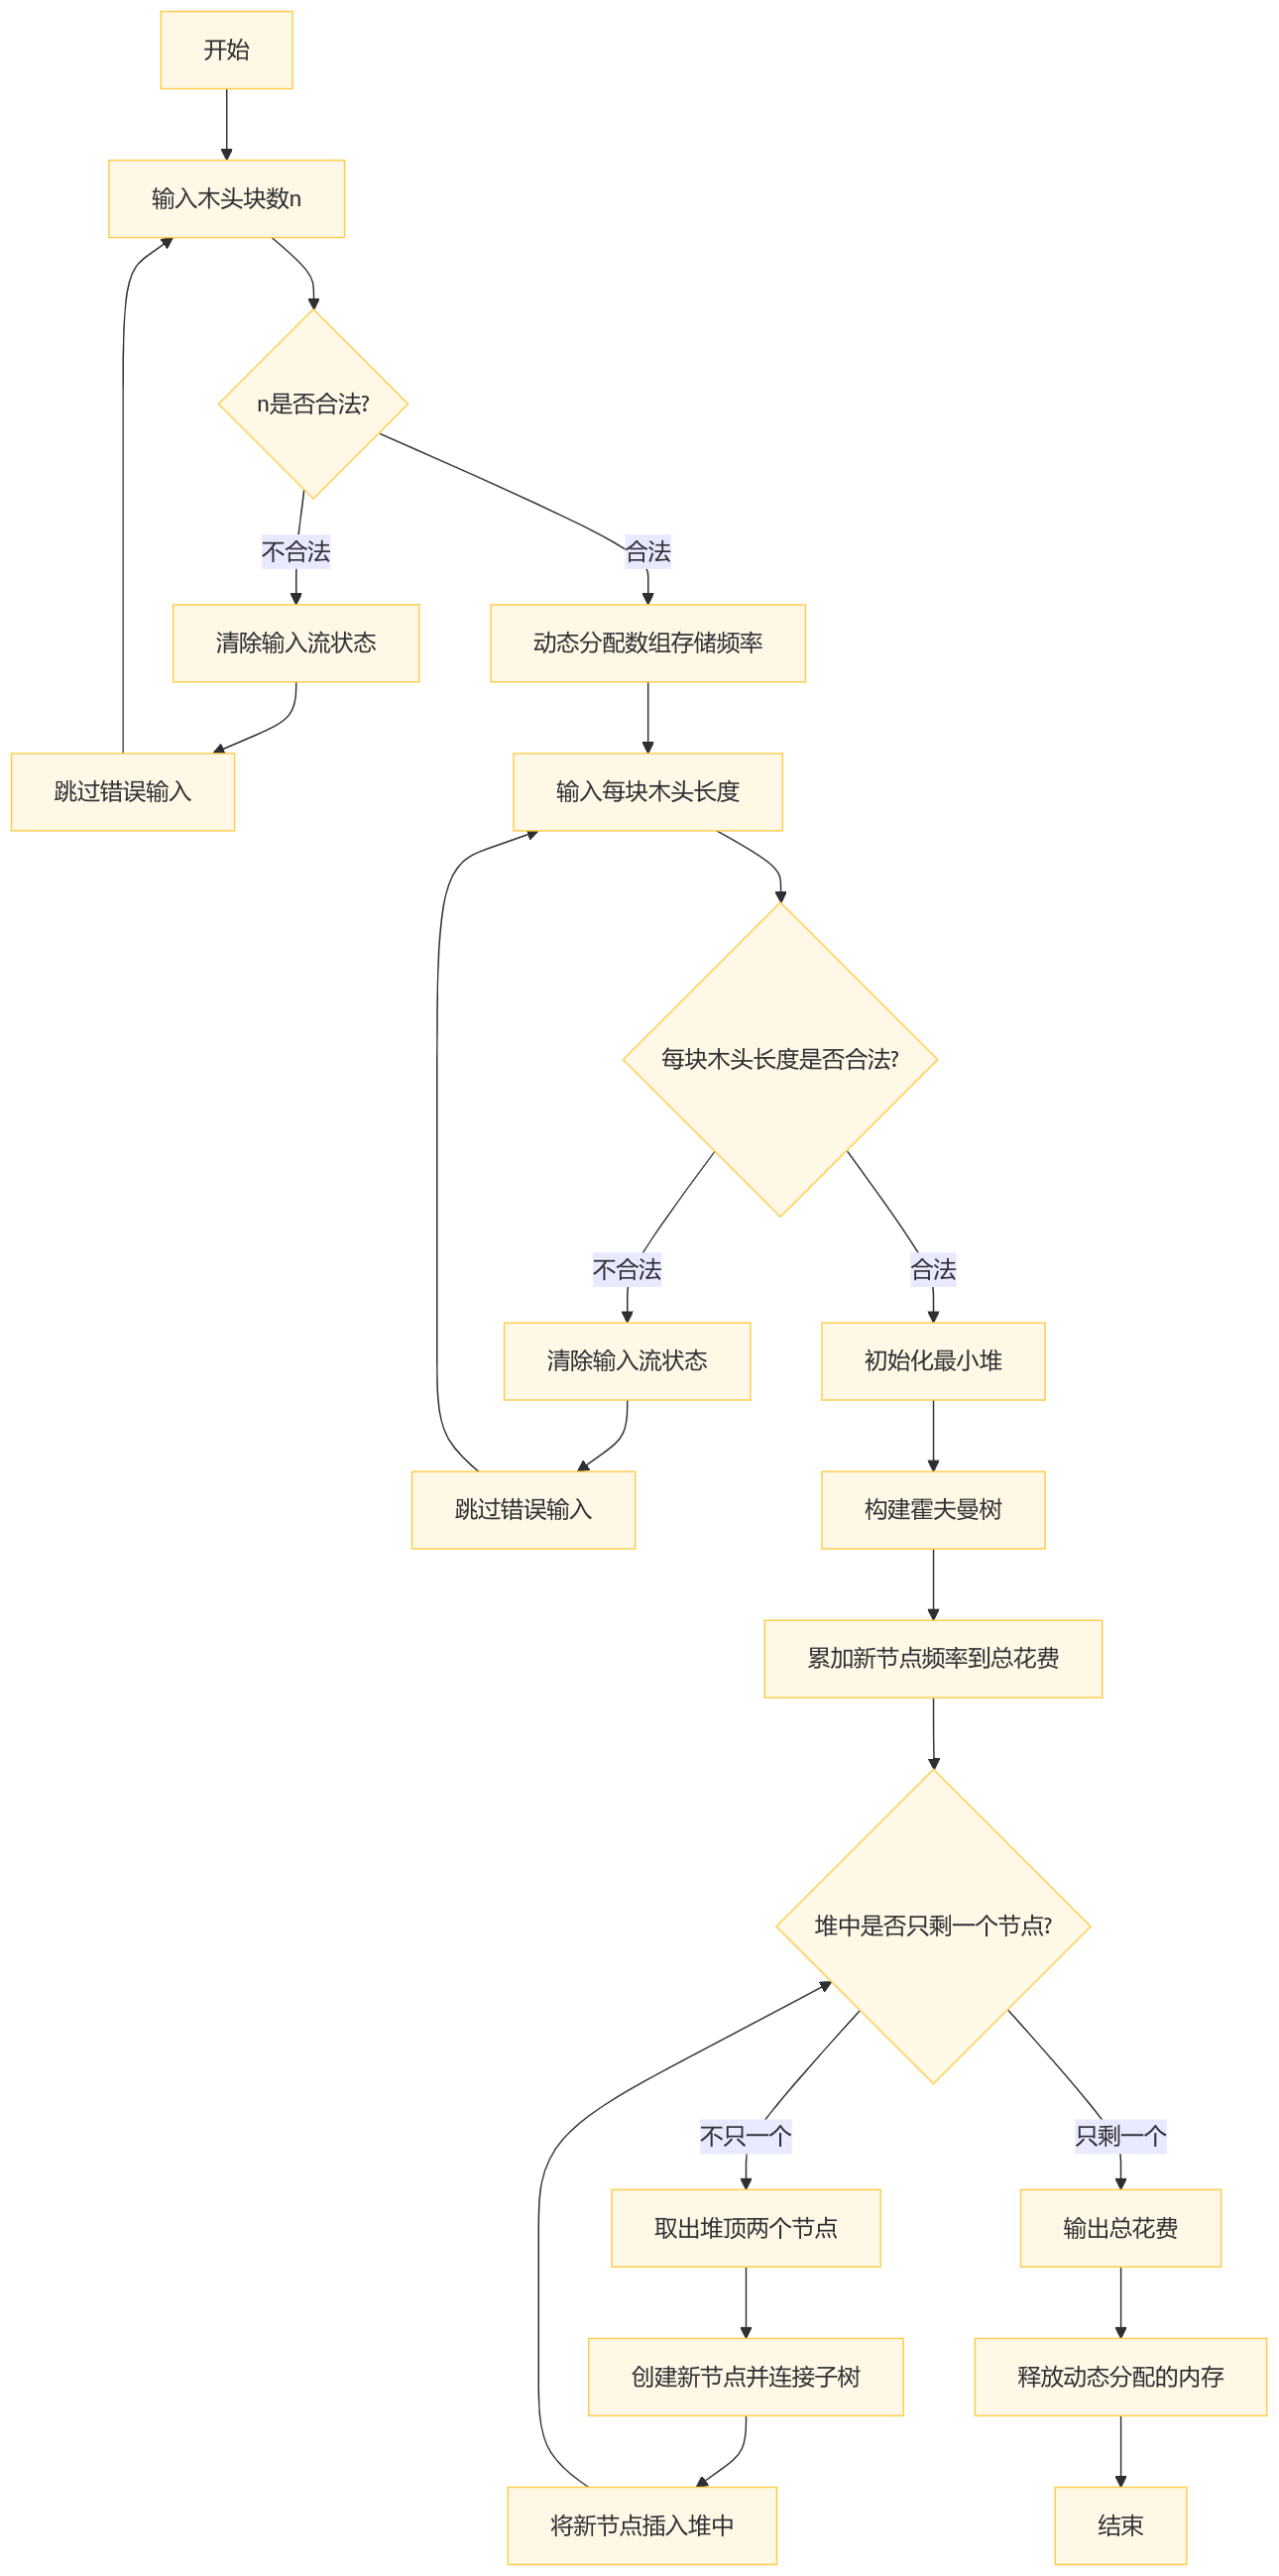 开始
输入木头块数n
n是否合法?
不合法
合法
清除输入流状态
动态分配数组存储频率
跳过错误输入
输入每块木头长度
每块木头长度是否合法?
不合法
合法
清除输入流状态
初始化最小堆
跳过错误输入
构建霍夫曼树
累加新节点频率到总花费
堆中是否只剩一个节点?
不只一个
只剩一个
取出堆顶两个节点
输出总花费
创建新节点并连接子树
释放动态分配的内存
将新节点插入堆中
结束